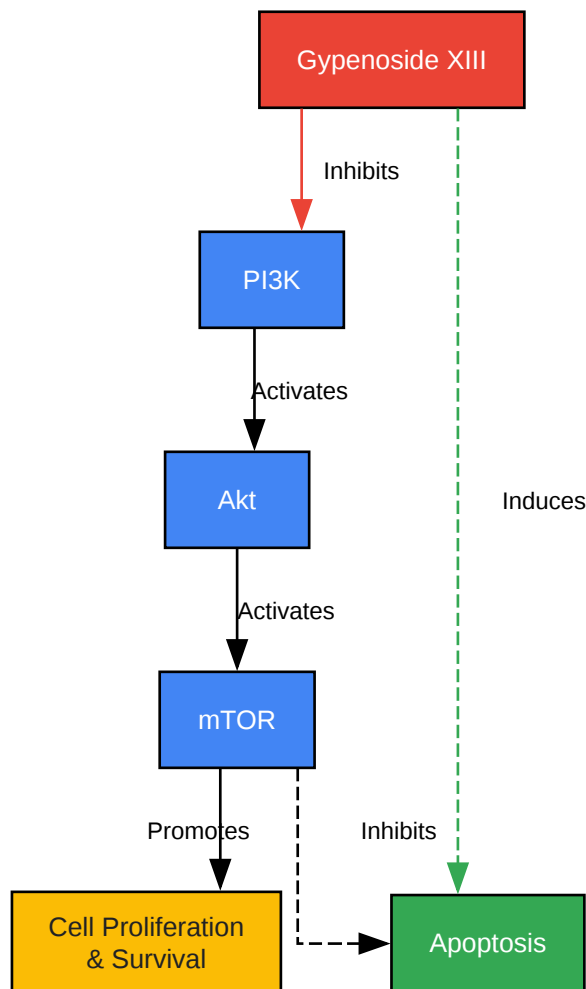 Gypenoside XIII
Inhibits
PI3K
Activates
Akt
Induces
Activates
mTOR
Promotes
Inhibits
Cell Proliferation
& Survival
Apoptosis